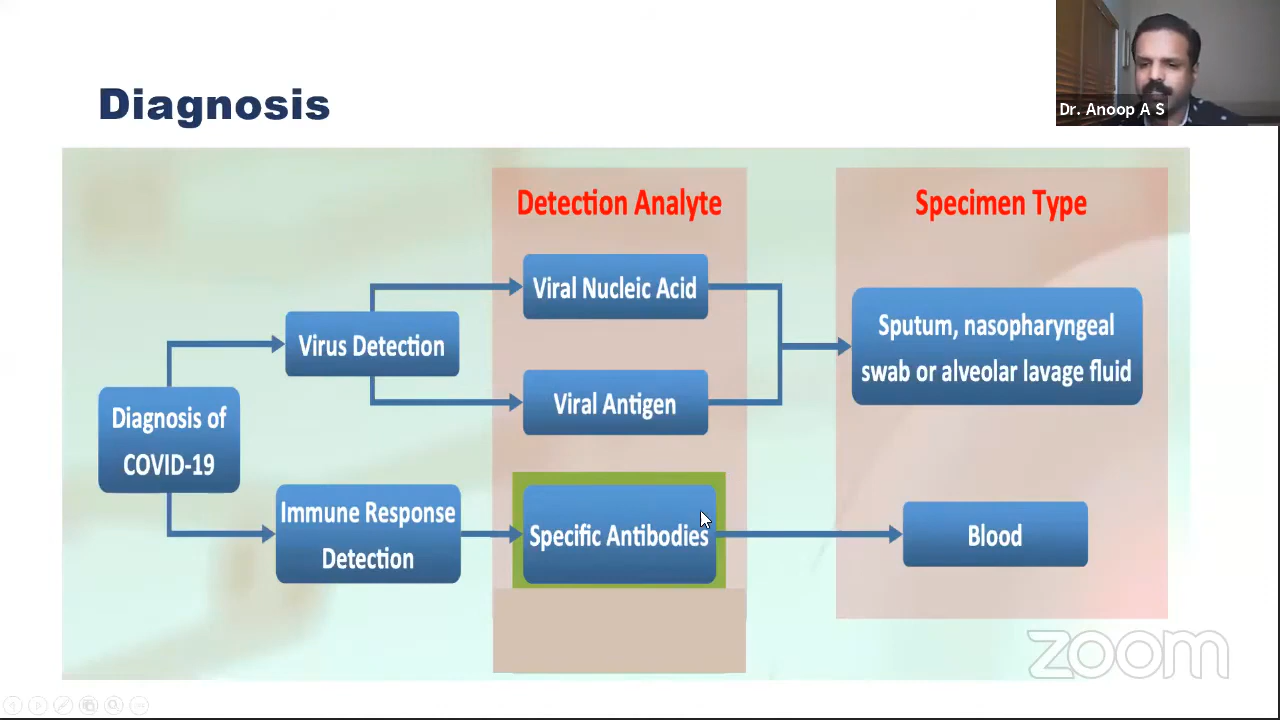 Diagnosis
Dr. Anoop A S
Detection Analyte
Specimen Type
Viral Nucleic Acid
Virus Detection
Sputum, nasopharyngeal
swab or alveolar lavage fluid
Viral Antigen
Diagnosis of
COVID-19
Immune Response
Detection
Specific Antibodies
Blood
zoom